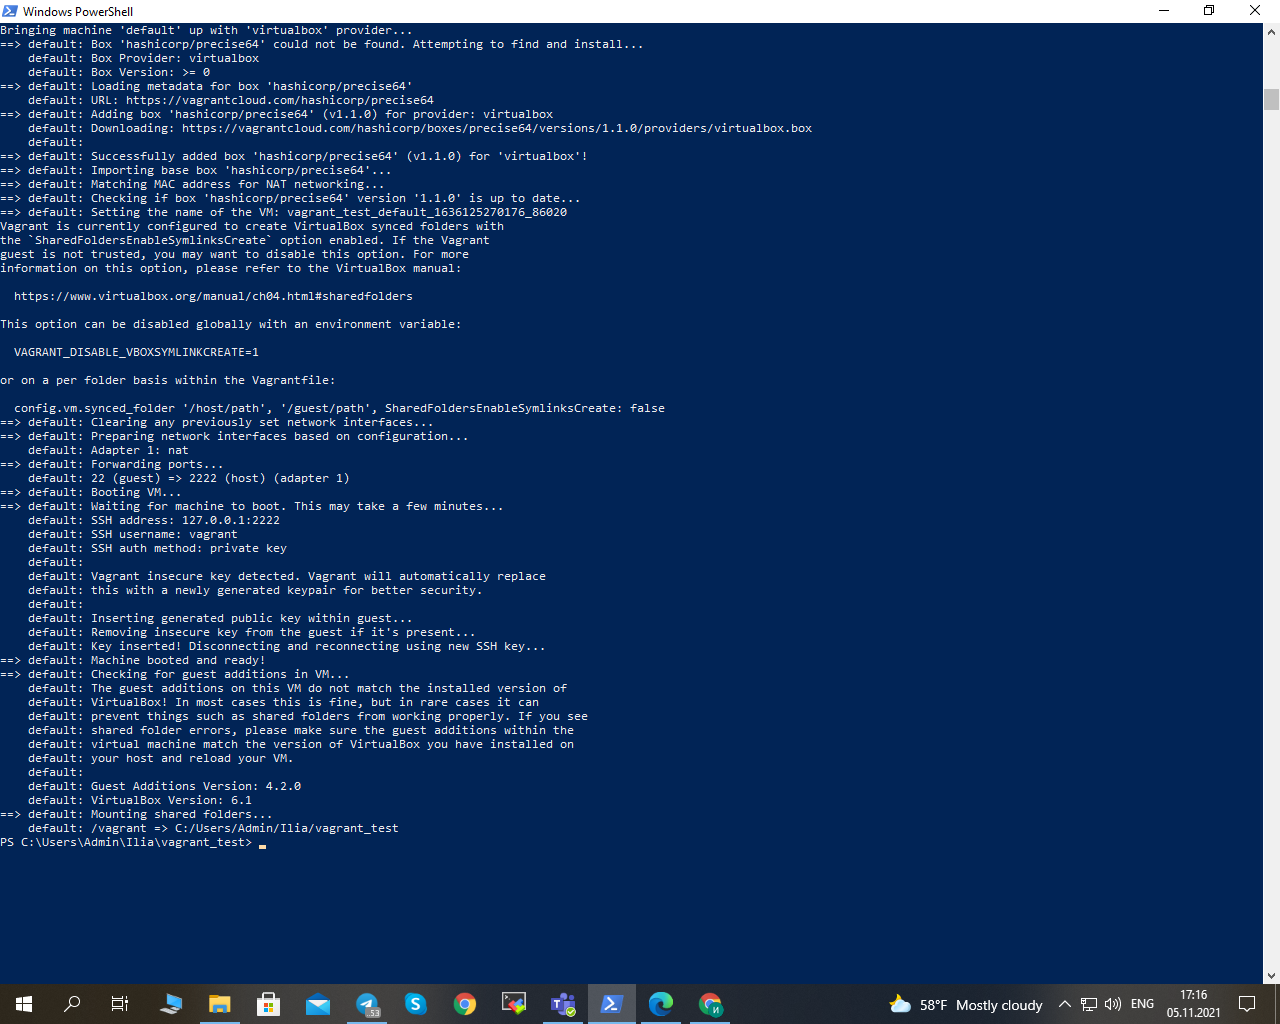 Windows PowerShell
Bringing machine 'default' up with 'virtualbox' provider...
==> default: Box 'hashicorp/precise64' could not be found. Attempting to find and install...
    default: Box Provider: virtualbox
    default: Box Version: >= 0
==> default: Loading metadata for box 'hashicorp/precise64'
    default: URL: https://vagrantcloud.com/hashicorp/precise64
==> default: Adding box 'hashicorp/precise64' (v1.1.0) for provider: virtualbox
    default: Downloading: https://vagrantcloud.com/hashicorp/boxes/precise64/versions/1.1.0/providers/virtualbox.box
    default:
==> default: Successfully added box 'hashicorp/precise64' (v1.1.0) for 'virtualbox'!
==> default: Importing base box 'hashicorp/precise64'...
==> default: Matching MAC address for NAT networking...
==> default: Checking if box 'hashicorp/precise64' version '1.1.0' is up to date...
==> default: Setting the name of the VM: vagrant_test_default_1636125270176_86020
Vagrant is currently configured to create VirtualBox synced folders with
the `SharedFoldersEnableSymlinksCreate` option enabled. If the Vagrant
guest is not trusted, you may want to disable this option. For more
information on this option, please refer to the VirtualBox manual:
  https://www.virtualbox.org/manual/ch04.html#sharedfolders
This option can be disabled globally with an environment variable:
  VAGRANT_DISABLE_VBOXSYMLINKCREATE=1
or on a per folder basis within the Vagrantfile:
  config.vm.synced_folder '/host/path', '/guest/path', SharedFoldersEnableSymlinksCreate: false
==> default: Clearing any previously set network interfaces...
==> default: Preparing network interfaces based on configuration...
    default: Adapter 1: nat
==> default: Forwarding ports...
    default: 22 (guest) => 2222 (host) (adapter 1)
==> default: Booting VM...
==> default: Waiting for machine to boot. This may take a few minutes...
    default: SSH address: 127.0.0.1:2222
    default: SSH username: vagrant
    default: SSH auth method: private key
    default:
    default: Vagrant insecure key detected. Vagrant will automatically replace
    default: this with a newly generated keypair for better security.
    default:
    default: Inserting generated public key within guest...
    default: Removing insecure key from the guest if it's present...
    default: Key inserted! Disconnecting and reconnecting using new SSH key...
==> default: Machine booted and ready!
==> default: Checking for guest additions in VM...
    default: The guest additions on this VM do not match the installed version of
    default: VirtualBox! In most cases this is fine, but in rare cases it can
    default: prevent things such as shared folders from working properly. If you see
    default: shared folder errors, please make sure the guest additions within the
    default: virtual machine match the version of VirtualBox you have installed on
    default: your host and reload your VM.
    default:
    default: Guest Additions Version: 4.2.0
    default: VirtualBox Version: 6.1
==> default: Mounting shared folders...
    default: /vagrant => C:/Users/Admin/Ilia/vagrant_test
PS C:\Users\Admin\Ilia\vagrant_test>
.53
58°F Mostly cloudy
ENG
17:16
05.11.2021